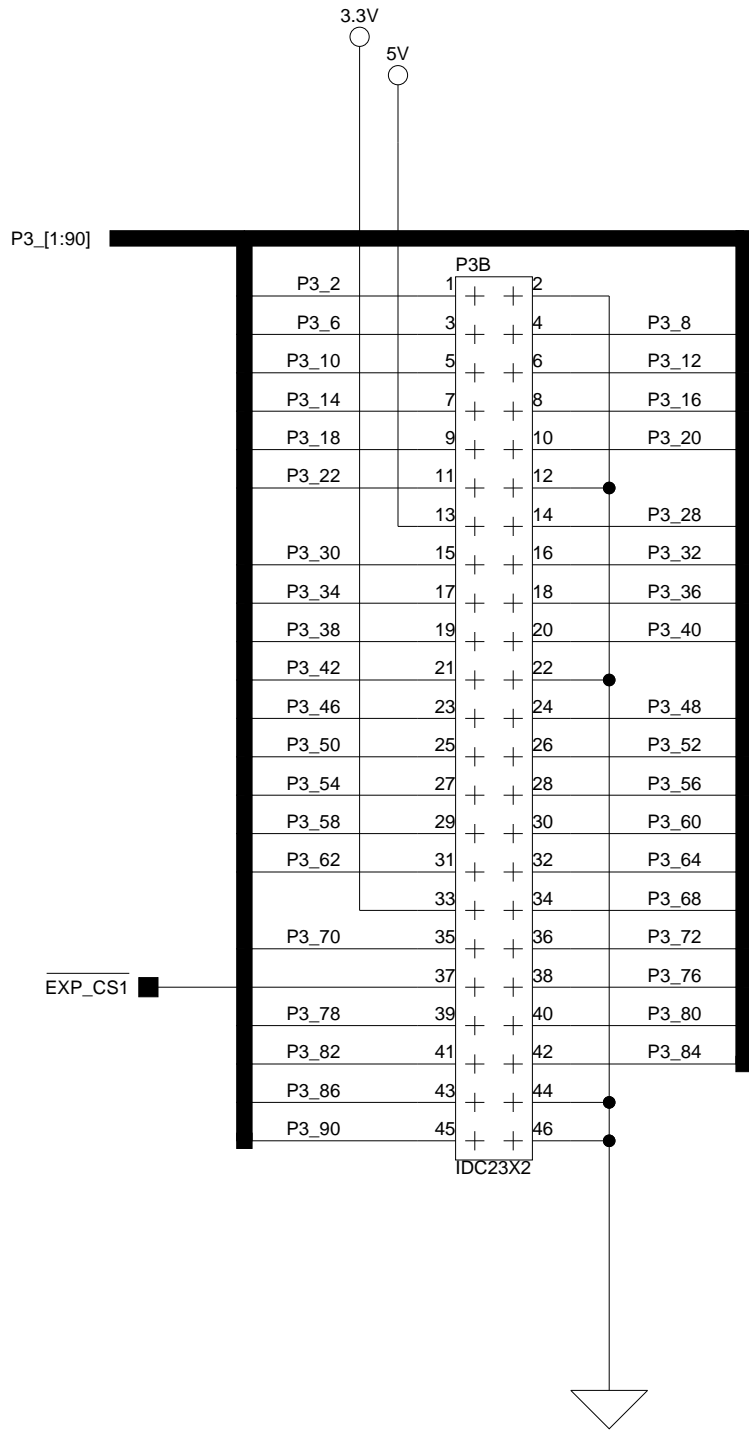 3.3V
5V
P3_[1:90]
P3B
P3_2 1 2
P3_6 3 4 P3_8
P3_10 5 6 P3_12
P3_14 7 8 P3_16
P3_18 9 10 P3_20
P3_22 11 12
13 14 P3_28
P3_30 15 16 P3_32
P3_34 17 18 P3_36
P3_38 19 20 P3_40
P3_42 21 22
P3_46 23 24 P3_48
P3_50 25 26 P3_52
P3_54 27 28 P3_56
P3_58 29 30 P3_60
P3_62 31 32 P3_64
33 34 P3_68
P3_70 35 36 P3_72
EXP_CS1 37 38 P3_76
P3_78 39 40 P3_80
P3_82 41 42 P3_84
P3_86 43 44
P3_90 45 46
IDC23X2